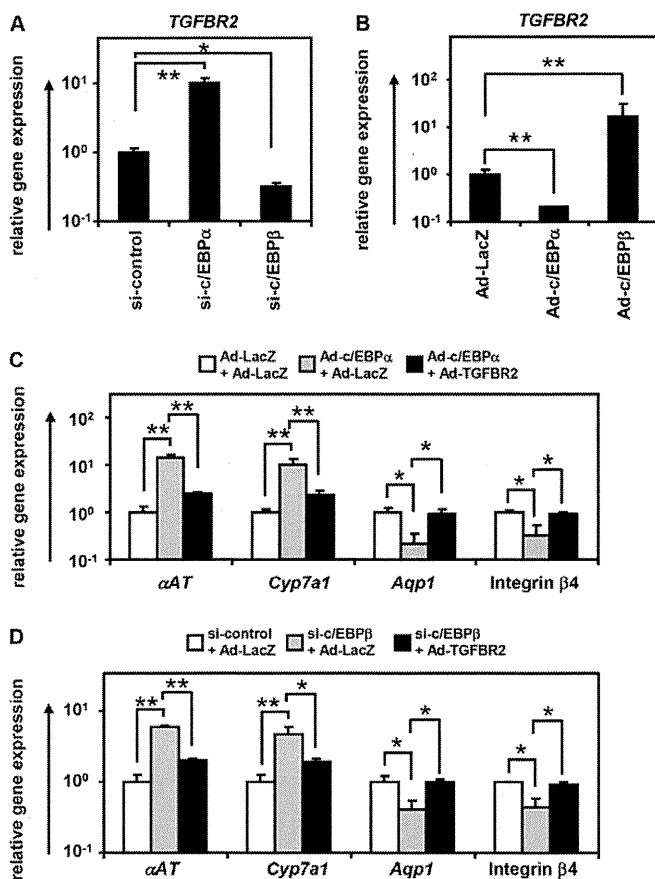 A
TGFBR2
relative gene expression
10¹
10⁰
10⁻¹
*
**
si-control
si-c/EBPα
si-c/EBPβ
B
TGFBR2
relative gene expression
10²
10¹
10⁰
10⁻¹
**
**
Ad-LacZ
Ad-c/EBPα
Ad-c/EBPβ
C
Ad-LacZ + Ad-LacZ
Ad-c/EBPα + Ad-LacZ
Ad-c/EBPα + Ad-TGFBR2
relative gene expression
10²
10¹
10⁰
10⁻¹
** ** ** ** * * * *
αAT Cyp7a1 Aqp1 Integrin β4
D
si-control + Ad-LacZ
si-c/EBPβ + Ad-LacZ
si-c/EBPβ + Ad-TGFBR2
relative gene expression
10¹
10⁰
10⁻¹
** ** ** * * * * *
αAT Cyp7a1 Aqp1 Integrin β4